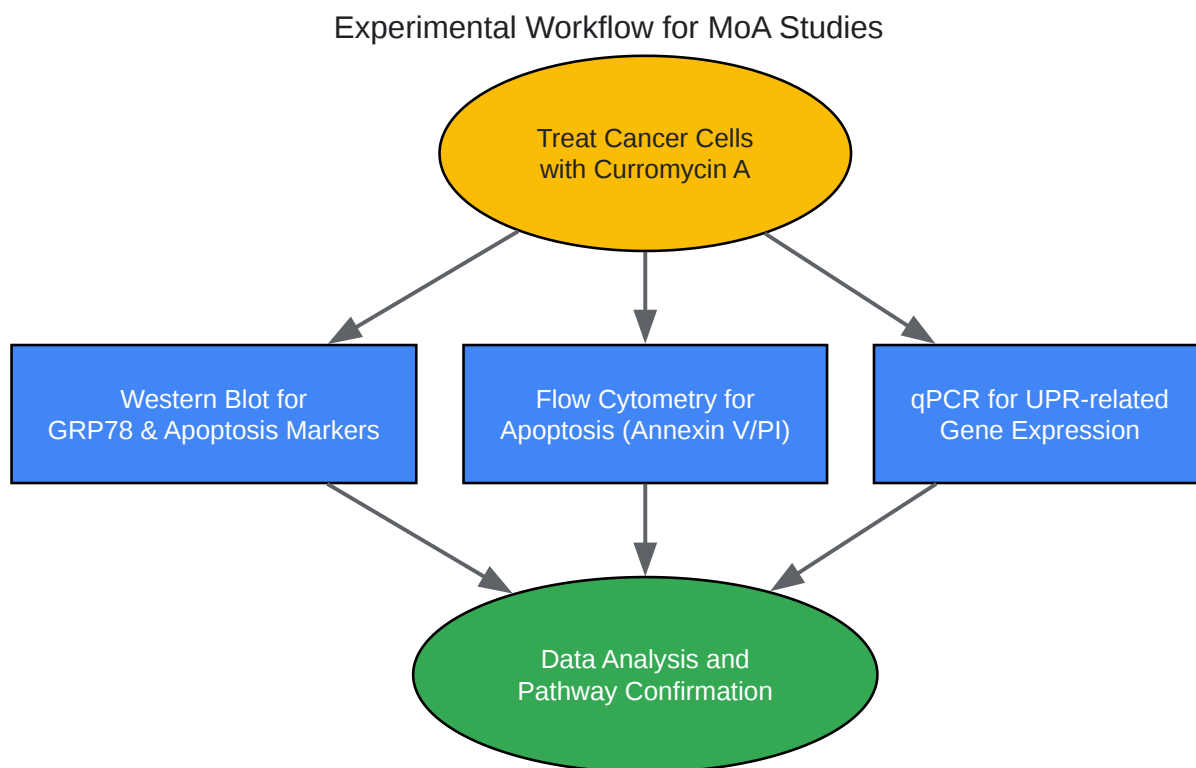 Experimental Workflow for MoA Studies
Treat Cancer Cells
with Curromycin A
Western Blot for
GRP78 & Apoptosis Markers
Flow Cytometry for
Apoptosis (Annexin V/PI)
qPCR for UPR-related
Gene Expression
Data Analysis and
Pathway Confirmation